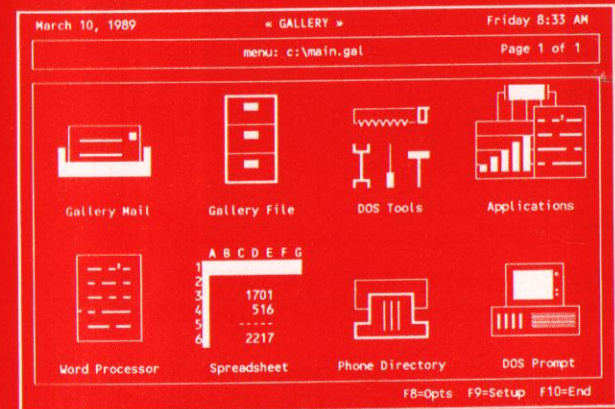 March 10, 1989 « GALLERY » Friday 8:33 AM
menu: c:\main.gal Page 1 of 1
Gallery Mail Gallery File DOS Tools Applications
A B C D E F G
1
2
3 1701
4 516
5 -----
6 2217
Word Processor Spreadsheet Phone Directory DOS Prompt
F8=Opts F9=Setup F10=End